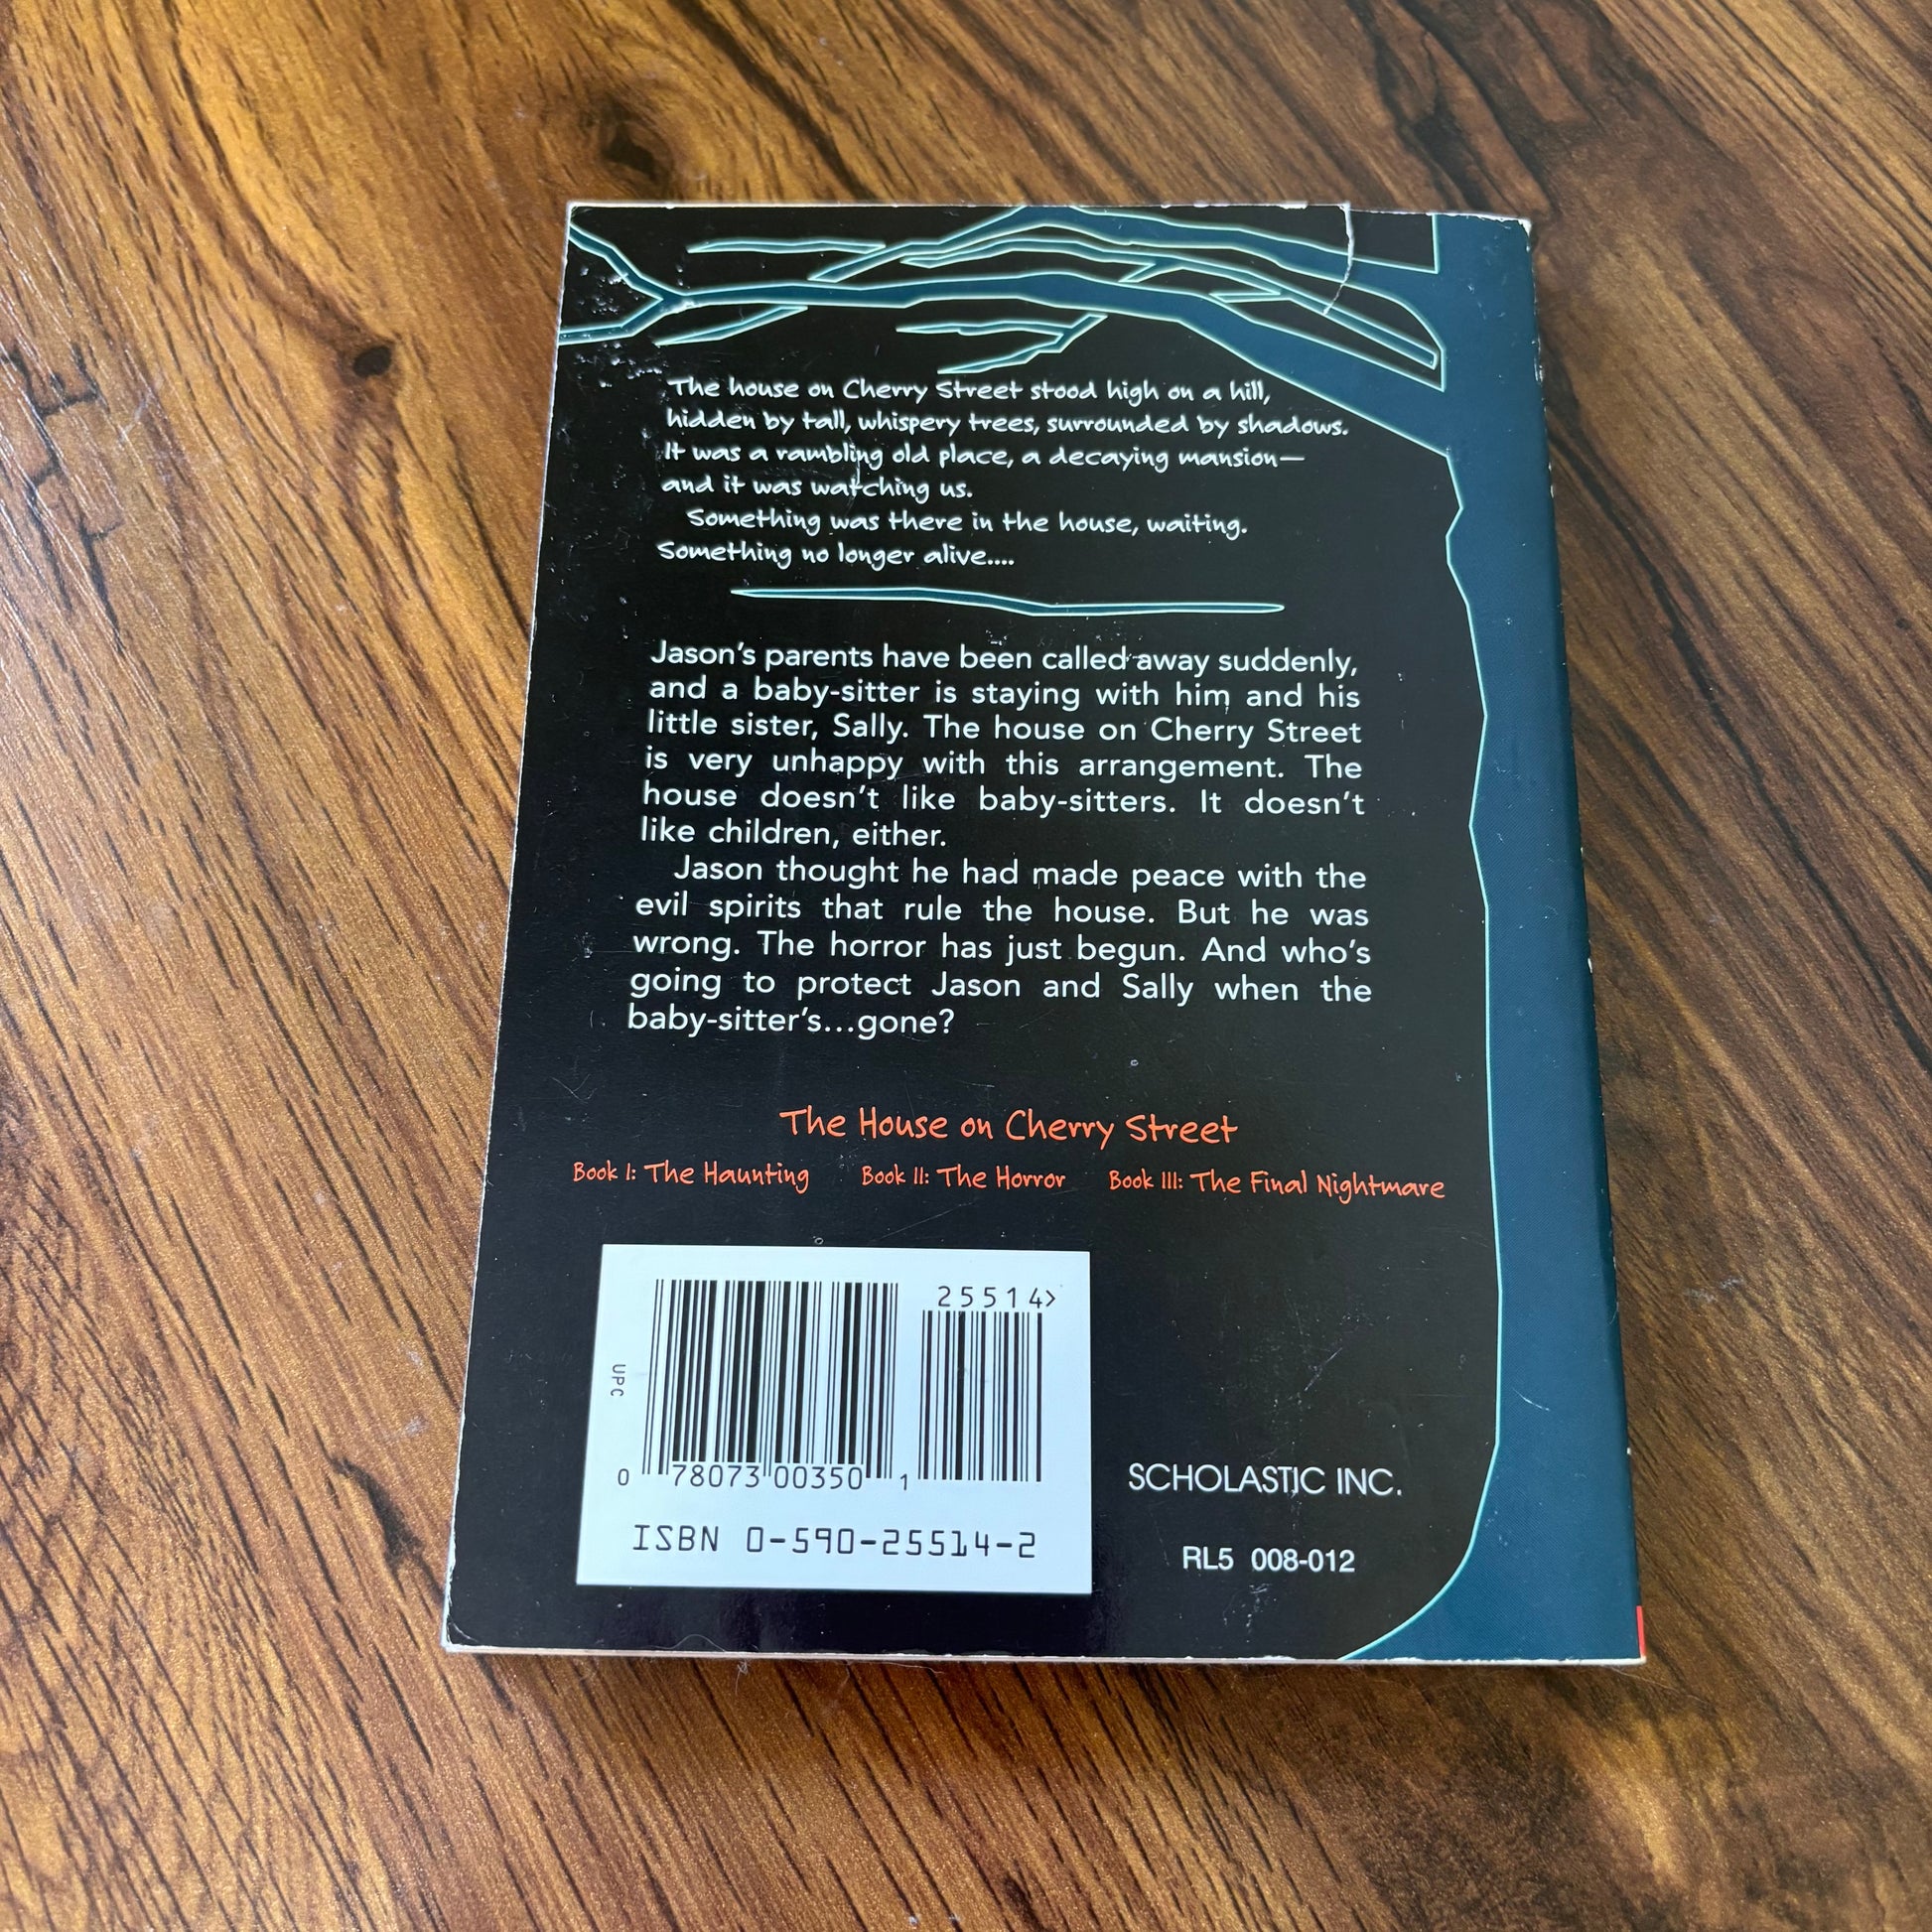 The house on Cherry Street stood high on a hill,
hidden by tall, whispery trees, surrounded by shadows.
It was a rambling old place, a decaying mansion—
and it was watching us.
Something was there in the house, waiting.
Something no longer alive....
Jason's parents have been called away suddenly,
and a baby-sitter is staying with him and his
little sister, Sally. The house on Cherry Street
is very unhappy with this arrangement. The
house doesn't like baby-sitters. It doesn't
like children, either.
Jason thought he had made peace with the
evil spirits that rule the house. But he was
wrong. The horror has just begun. And who's
going to protect Jason and Sally when the
baby-sitter's...gone?
The House on Cherry Street
Book I: The Haunting Book II: The Horror Book III: The Final Nightmare
25514>
UPC
0 78073 00350 1
ISBN 0-590-25514-2
SCHOLASTIC INC.
RL5 008-012